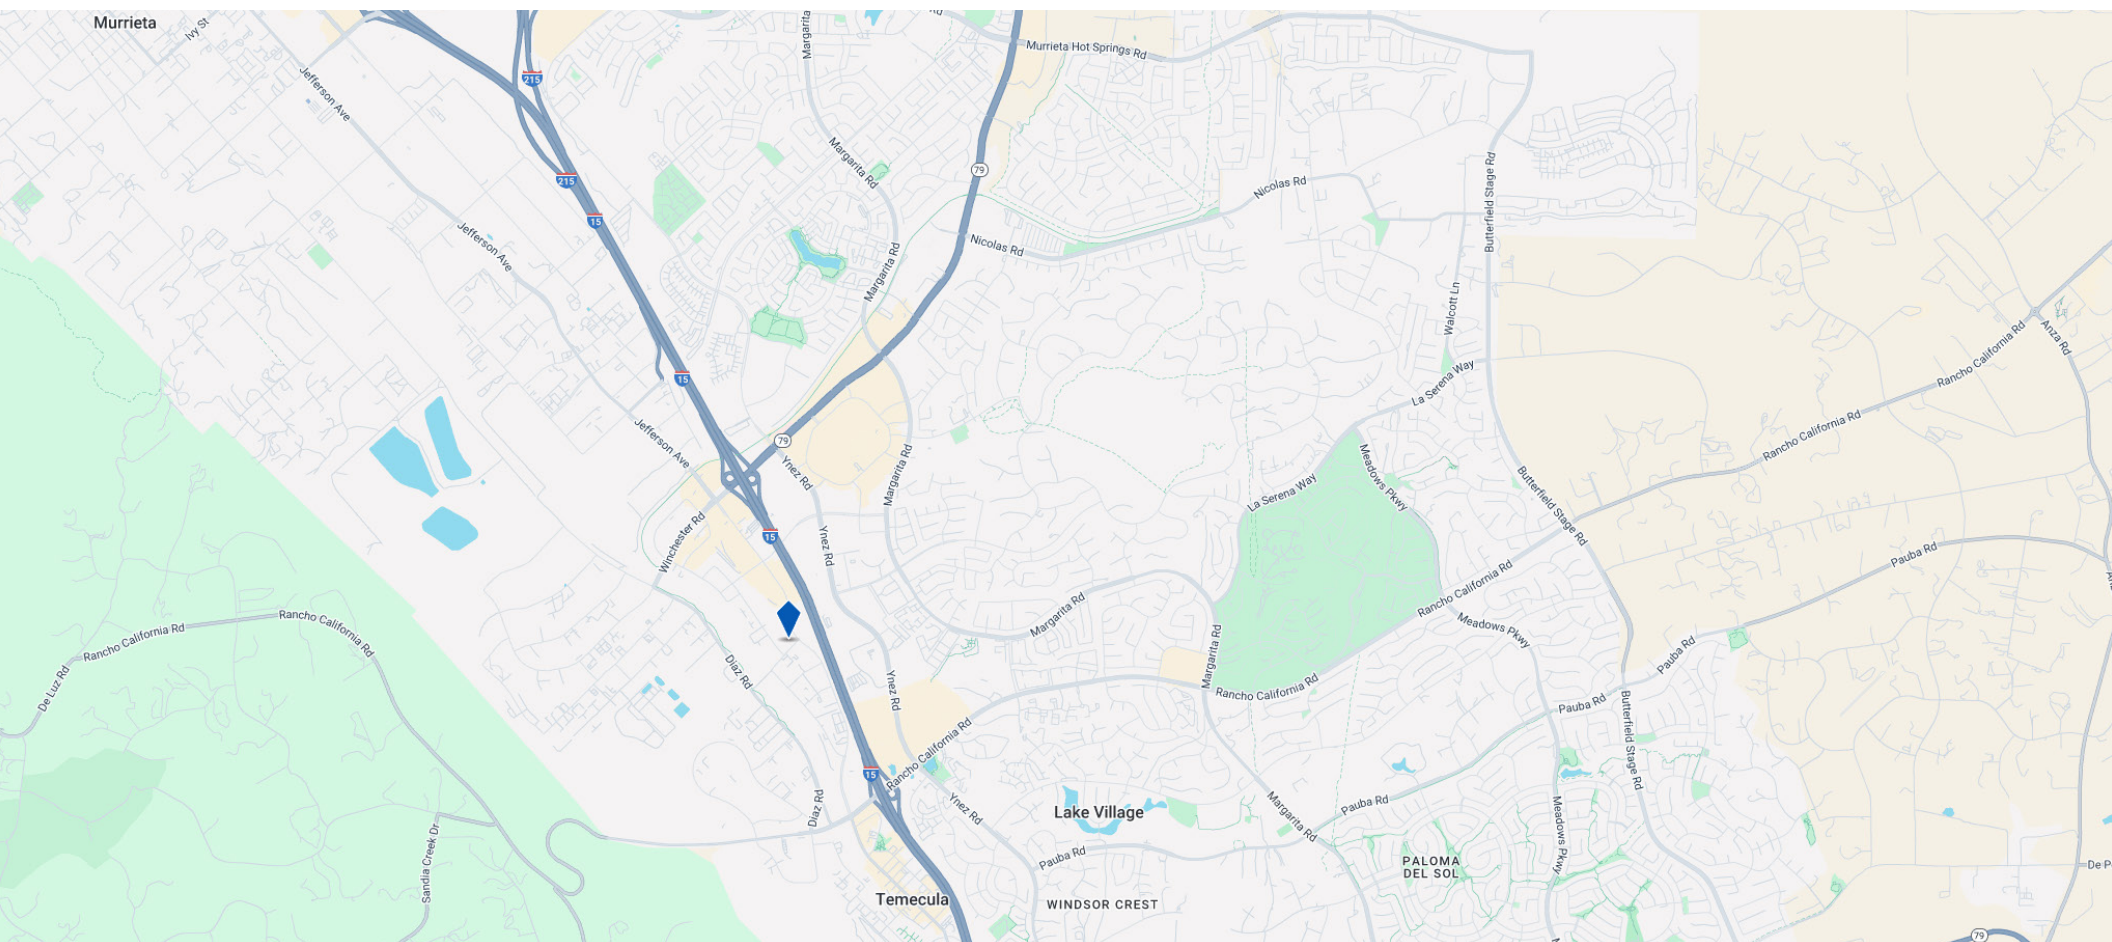 Murrieta
Ivy St
Margarita
Rd
Murrieta Hot Springs Rd
215
Jefferson Ave
Margarita Rd
79
215
Nicolas Rd
Butterfield Stage Rd
15
Jefferson Ave
Nicolas Rd
Margarita Rd
Walcott Ln
Rancho California Rd
Anza Rd
15
La Serena Way
Rancho California Rd
Jefferson Ave
79
Ynez Rd
Margarita Rd
Meadows Pkwy
La Serena Way
Butterfield Stage Rd
Winchester Rd
15
Ynez Rd
Pauba Rd
Rancho California Rd
Rancho California Rd
Rancho California Rd
Margarita Rd
Meadows Pkwy
De Luz Rd
Diaz Rd
Ynez Rd
Margarita Rd
Rancho California Rd
Pauba Rd
Pauba Rd
Butterfield Stage Rd
Rancho California Rd
15
Diaz Rd
Ynez Rd
Lake Village
Margarita Rd
Pauba Rd
Meadows Pkwy
Sandia Creek Dr
Pauba Rd
PALOMA
DEL SOL
De P
Temecula
WINDSOR CREST
79